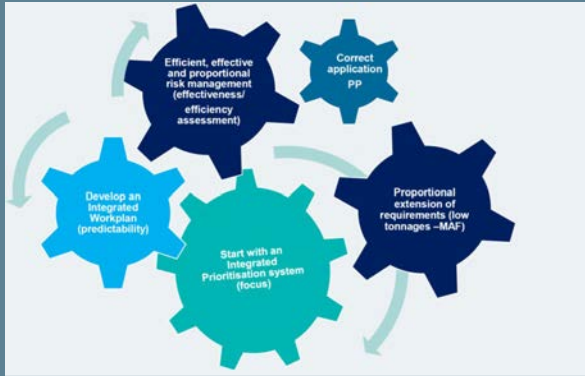 Efficient, effective
and proportional
risk management
(effectiveness/
efficiency
assessment)
Correct
application
PP
Develop an
Integrated
Workplan
(predictability)
Start with an
Integrated
Prioritisation system
(focus)
Proportional
extension of
requirements (low
tonnages –MAF)